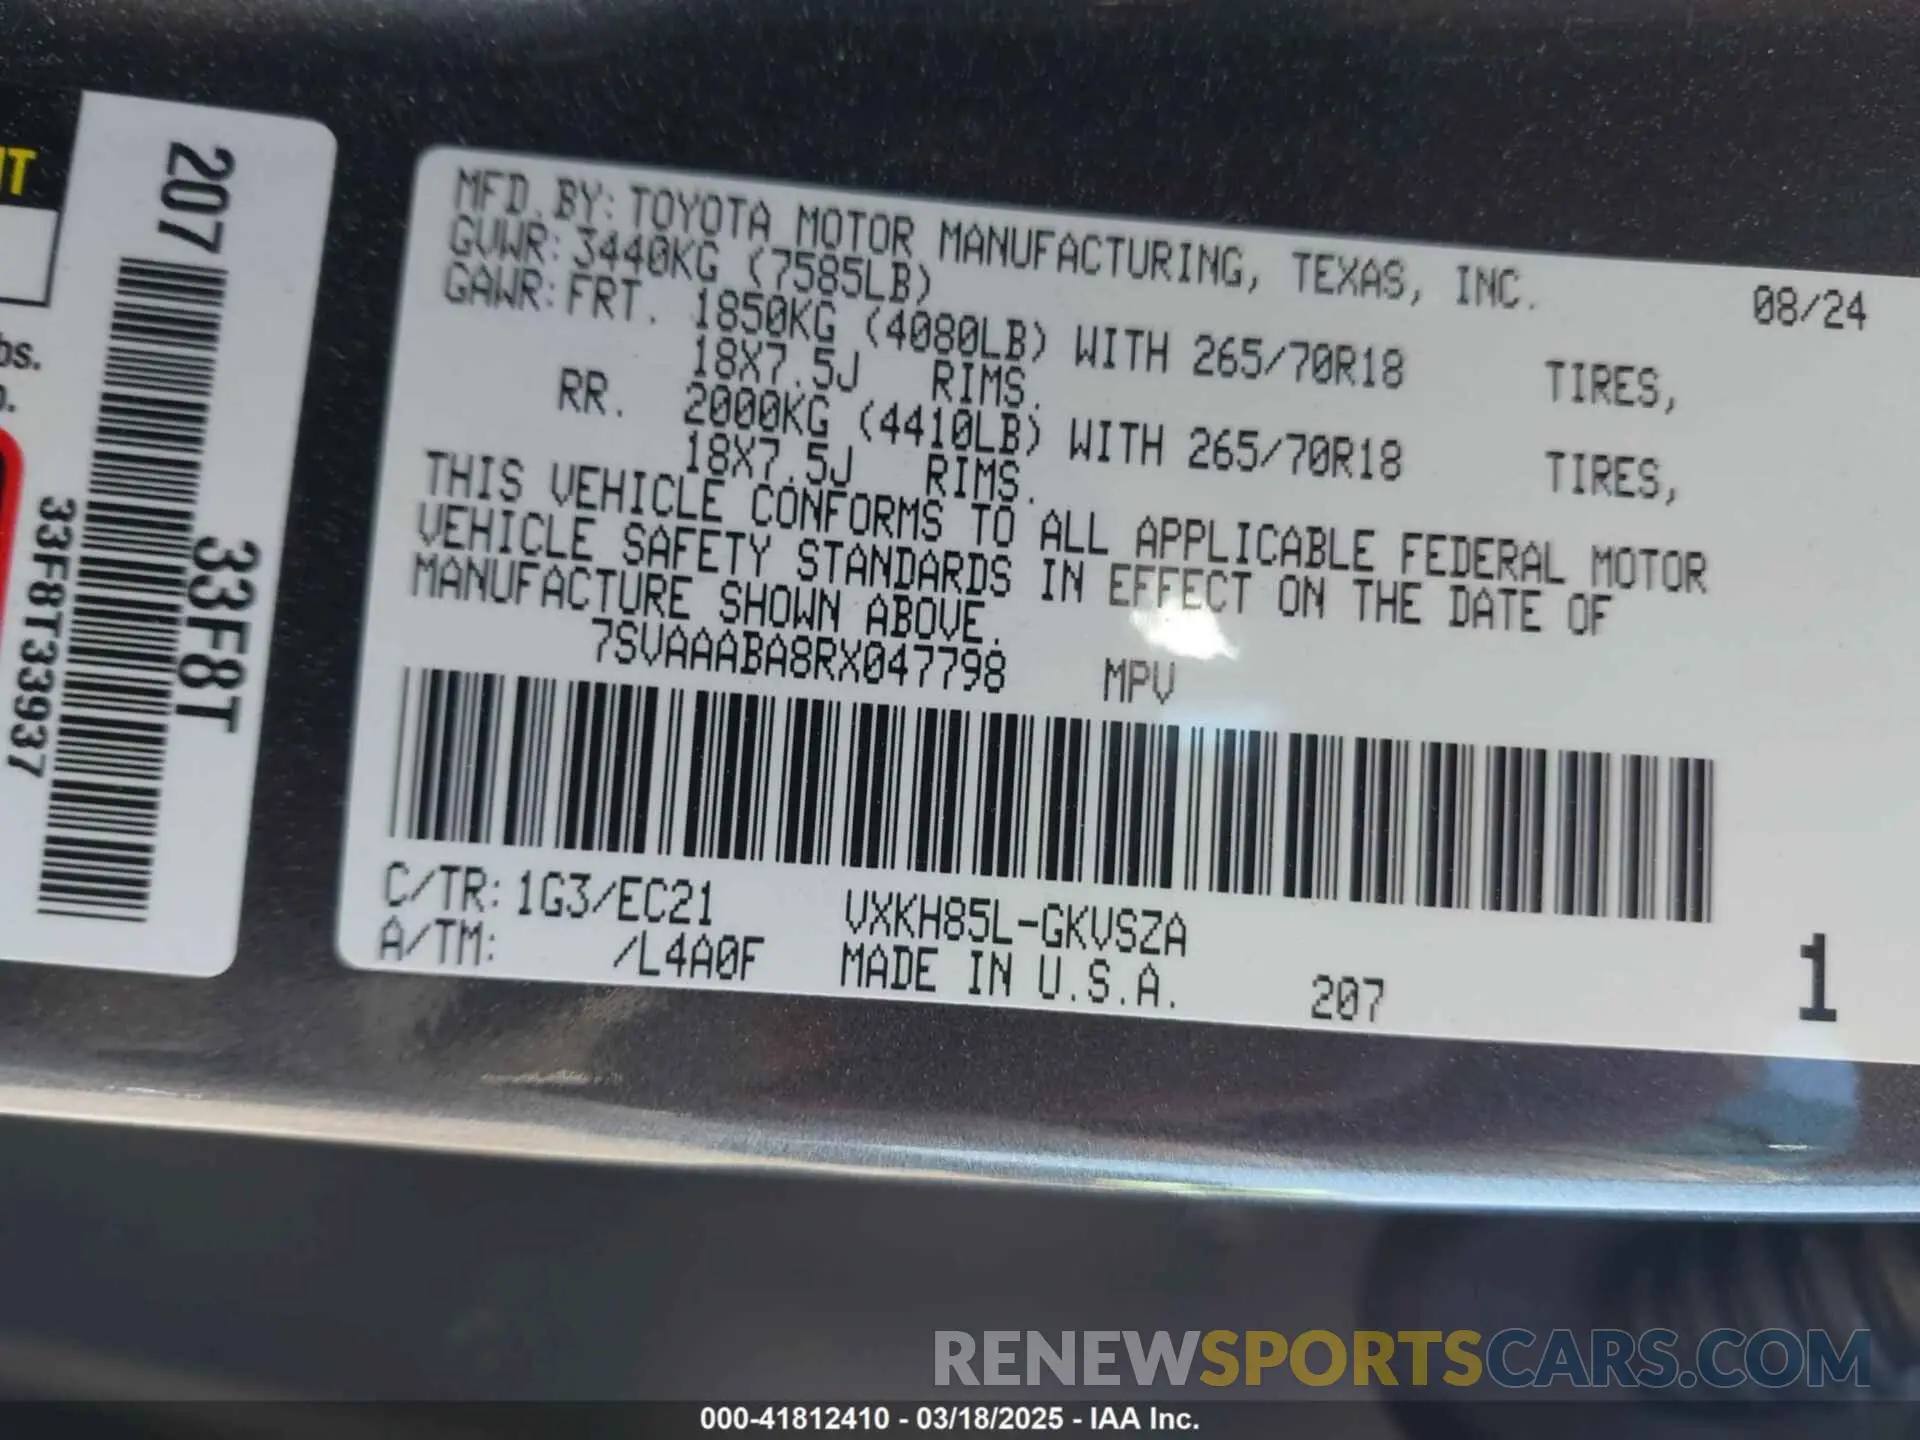 MFD. BY: TOYOTA MOTOR MANUFACTURING, TEXAS, INC. 08/24
GVWR: 3440KG (7585LB)
GAWR: FRT. 1850KG (4080LB) WITH 265/70R18 TIRES,
18X7.5J RIMS.
RR. 2000KG (4410LB) WITH 265/70R18 TIRES,
18X7.5J RIMS.
THIS VEHICLE CONFORMS TO ALL APPLICABLE FEDERAL MOTOR
VEHICLE SAFETY STANDARDS IN EFFECT ON THE DATE OF
MANUFACTURE SHOWN ABOVE.
7SVAAABA8RX047798 MPV
C/TR: 1G3/EC21 VXKH85L-GKVSZA
A/TM: /L4A0F MADE IN U.S.A. 207 1
207
33F8T
33F8T33937
bs.
RENEWSPORTSCARS.COM
000-41812410 - 03/18/2025 - IAA Inc.